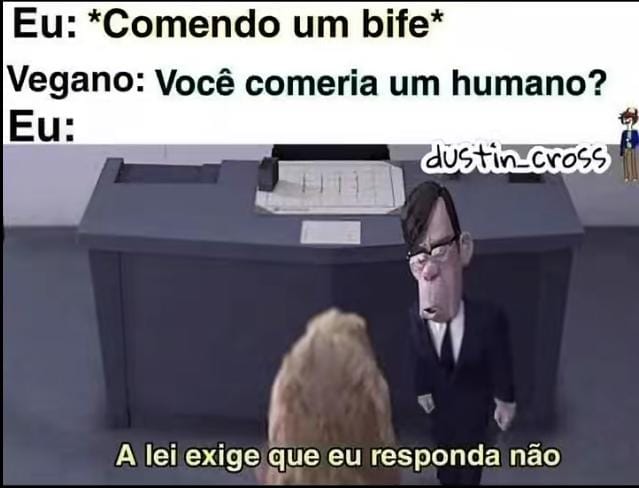 Eu: *Comendo um bife*
Vegano: Você comeria um humano?
Eu:
dustin_cross
A lei exige que eu responda não